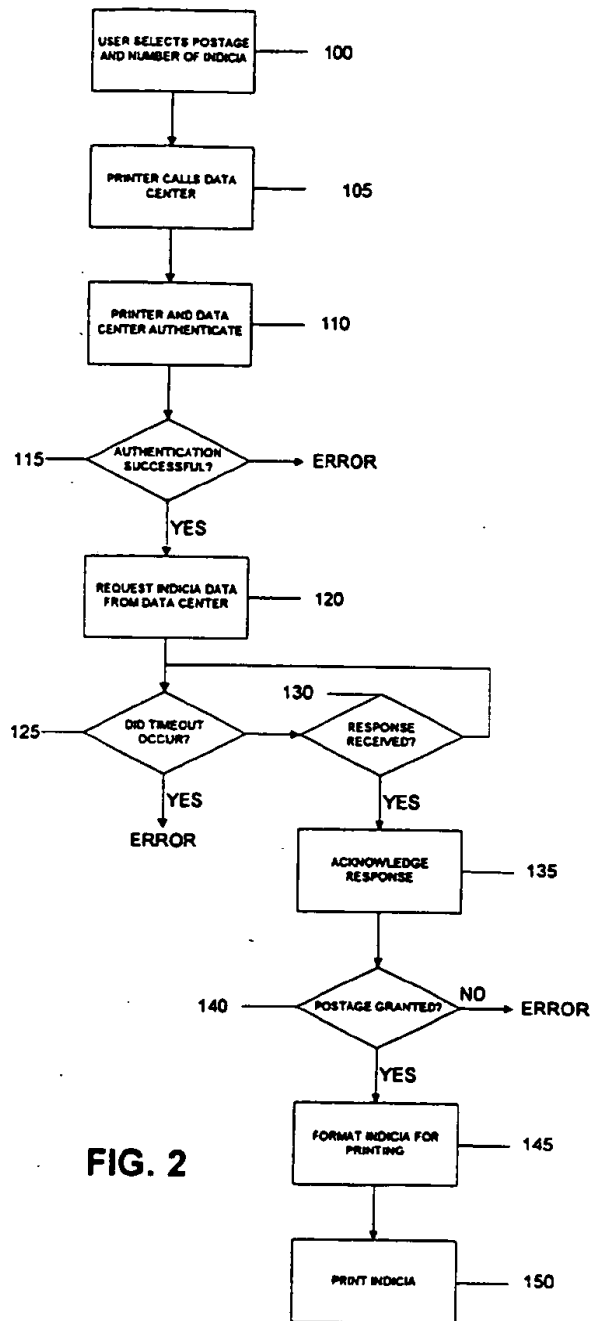 USER SELECTS POSTAGE
AND NUMBER OF INDICIA
100
PRINTER CALLS DATA
CENTER
105
PRINTER AND DATA
CENTER AUTHENTICATE
110
115
AUTHENTICATION
SUCCESSFUL?
ERROR
YES
REQUEST INDICIA DATA
FROM DATA CENTER
120
130
125
DID TIMEOUT
OCCUR?
RESPONSE
RECEIVED?
YES
ERROR
YES
ACKNOWLEDGE
RESPONSE
135
140
POSTAGE GRANTED?
NO
ERROR
YES
FORMAT INDICIA FOR
PRINTING
145
FIG. 2
PRINT INDICIA
150